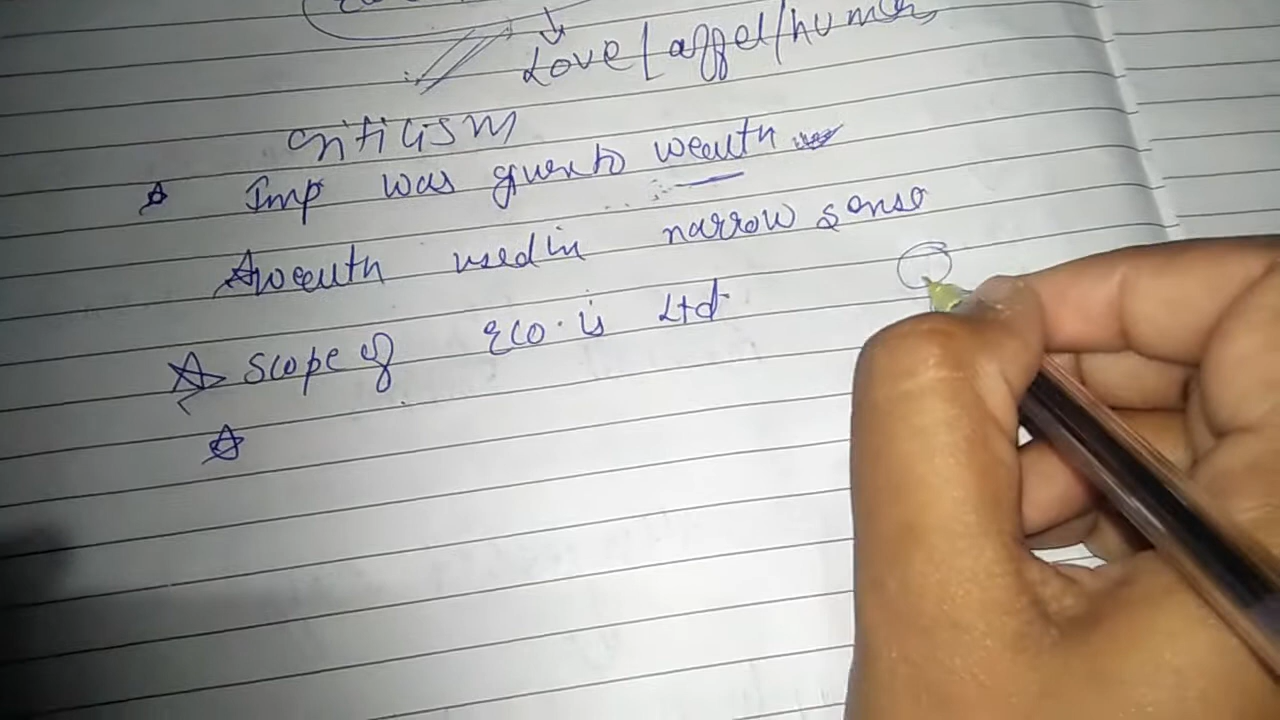 Love/affel/human
criticism
Imp was given to wealth
wealth used in narrow sense
Scope of eco. is Ltd